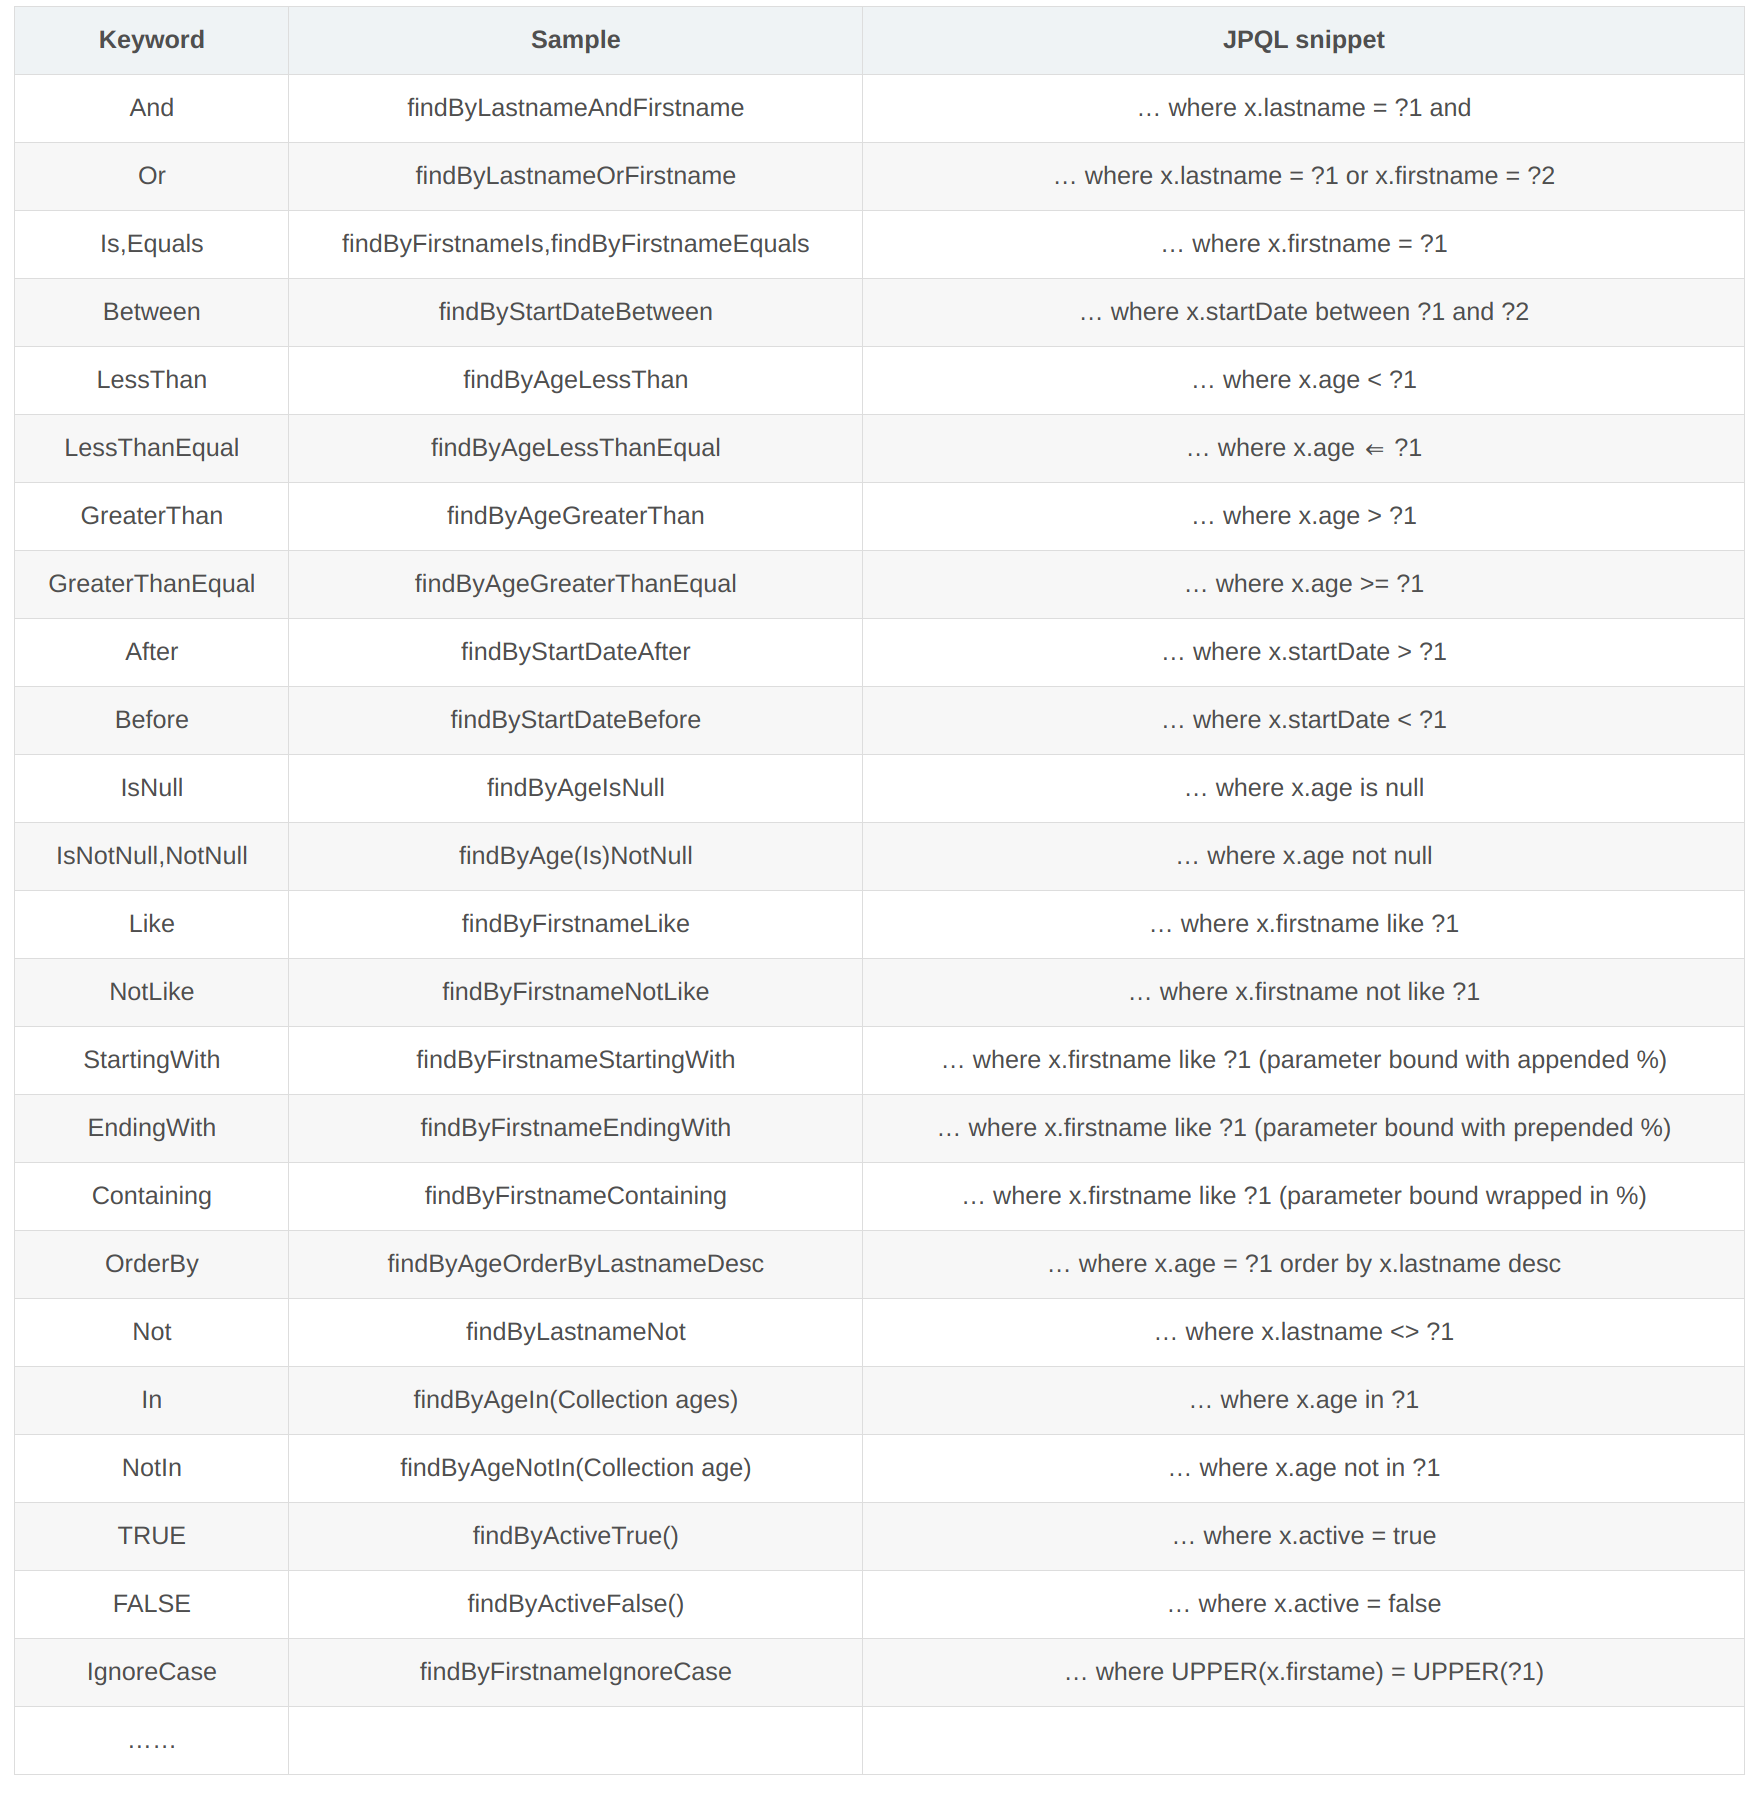 Keyword Sample JPQL snippet
And findByLastnameAndFirstname … where x.lastname = ?1 and
Or findByLastnameOrFirstname … where x.lastname = ?1 or x.firstname = ?2
Is,Equals findByFirstnameIs,findByFirstnameEquals … where x.firstname = ?1
Between findByStartDateBetween … where x.startDate between ?1 and ?2
LessThan findByAgeLessThan … where x.age < ?1
LessThanEqual findByAgeLessThanEqual … where x.age ⇐ ?1
GreaterThan findByAgeGreaterThan … where x.age > ?1
GreaterThanEqual findByAgeGreaterThanEqual … where x.age >= ?1
After findByStartDateAfter … where x.startDate > ?1
Before findByStartDateBefore … where x.startDate < ?1
IsNull findByAgeIsNull … where x.age is null
IsNotNull,NotNull findByAge(Is)NotNull … where x.age not null
Like findByFirstnameLike … where x.firstname like ?1
NotLike findByFirstnameNotLike … where x.firstname not like ?1
StartingWith findByFirstnameStartingWith … where x.firstname like ?1 (parameter bound with appended %)
EndingWith findByFirstnameEndingWith … where x.firstname like ?1 (parameter bound with prepended %)
Containing findByFirstnameContaining … where x.firstname like ?1 (parameter bound wrapped in %)
OrderBy findByAgeOrderByLastnameDesc … where x.age = ?1 order by x.lastname desc
Not findByLastnameNot … where x.lastname <> ?1
In findByAgeIn(Collection ages) … where x.age in ?1
NotIn findByAgeNotIn(Collection age) … where x.age not in ?1
TRUE findByActiveTrue() … where x.active = true
FALSE findByActiveFalse() … where x.active = false
IgnoreCase findByFirstnameIgnoreCase … where UPPER(x.firstame) = UPPER(?1)
……